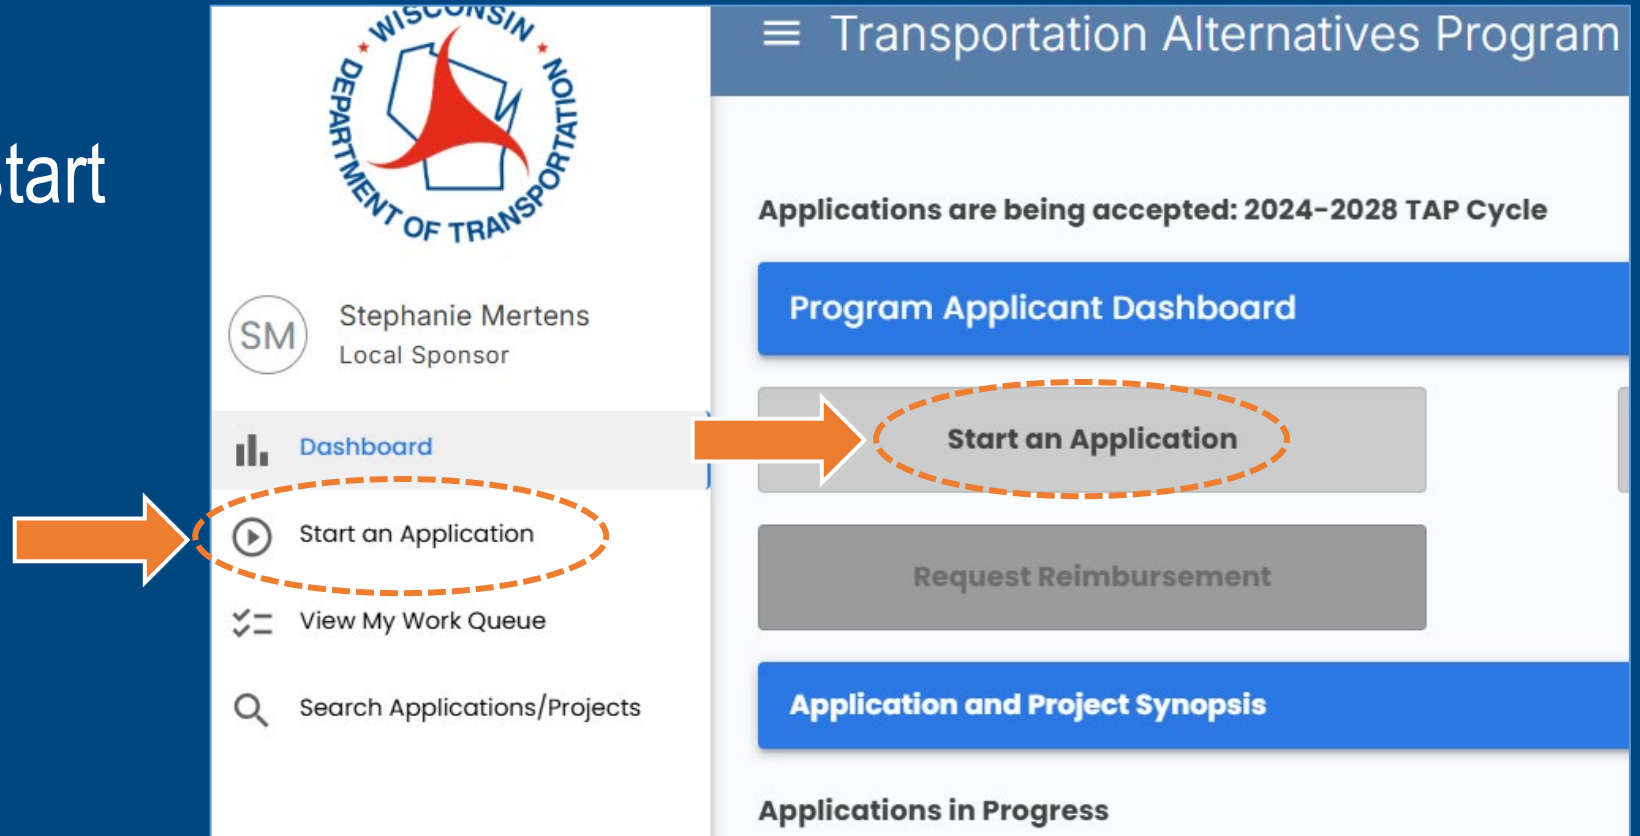 start
WISCONSIN
DEPARTMENT OF TRANSPORTATION
SM
Stephanie Mertens
Local Sponsor
Dashboard
Start an Application
View My Work Queue
Search Applications/Projects
Transportation Alternatives Program
Applications are being accepted: 2024-2028 TAP Cycle
Program Applicant Dashboard
Start an Application
Request Reimbursement
Application and Project Synopsis
Applications in Progress